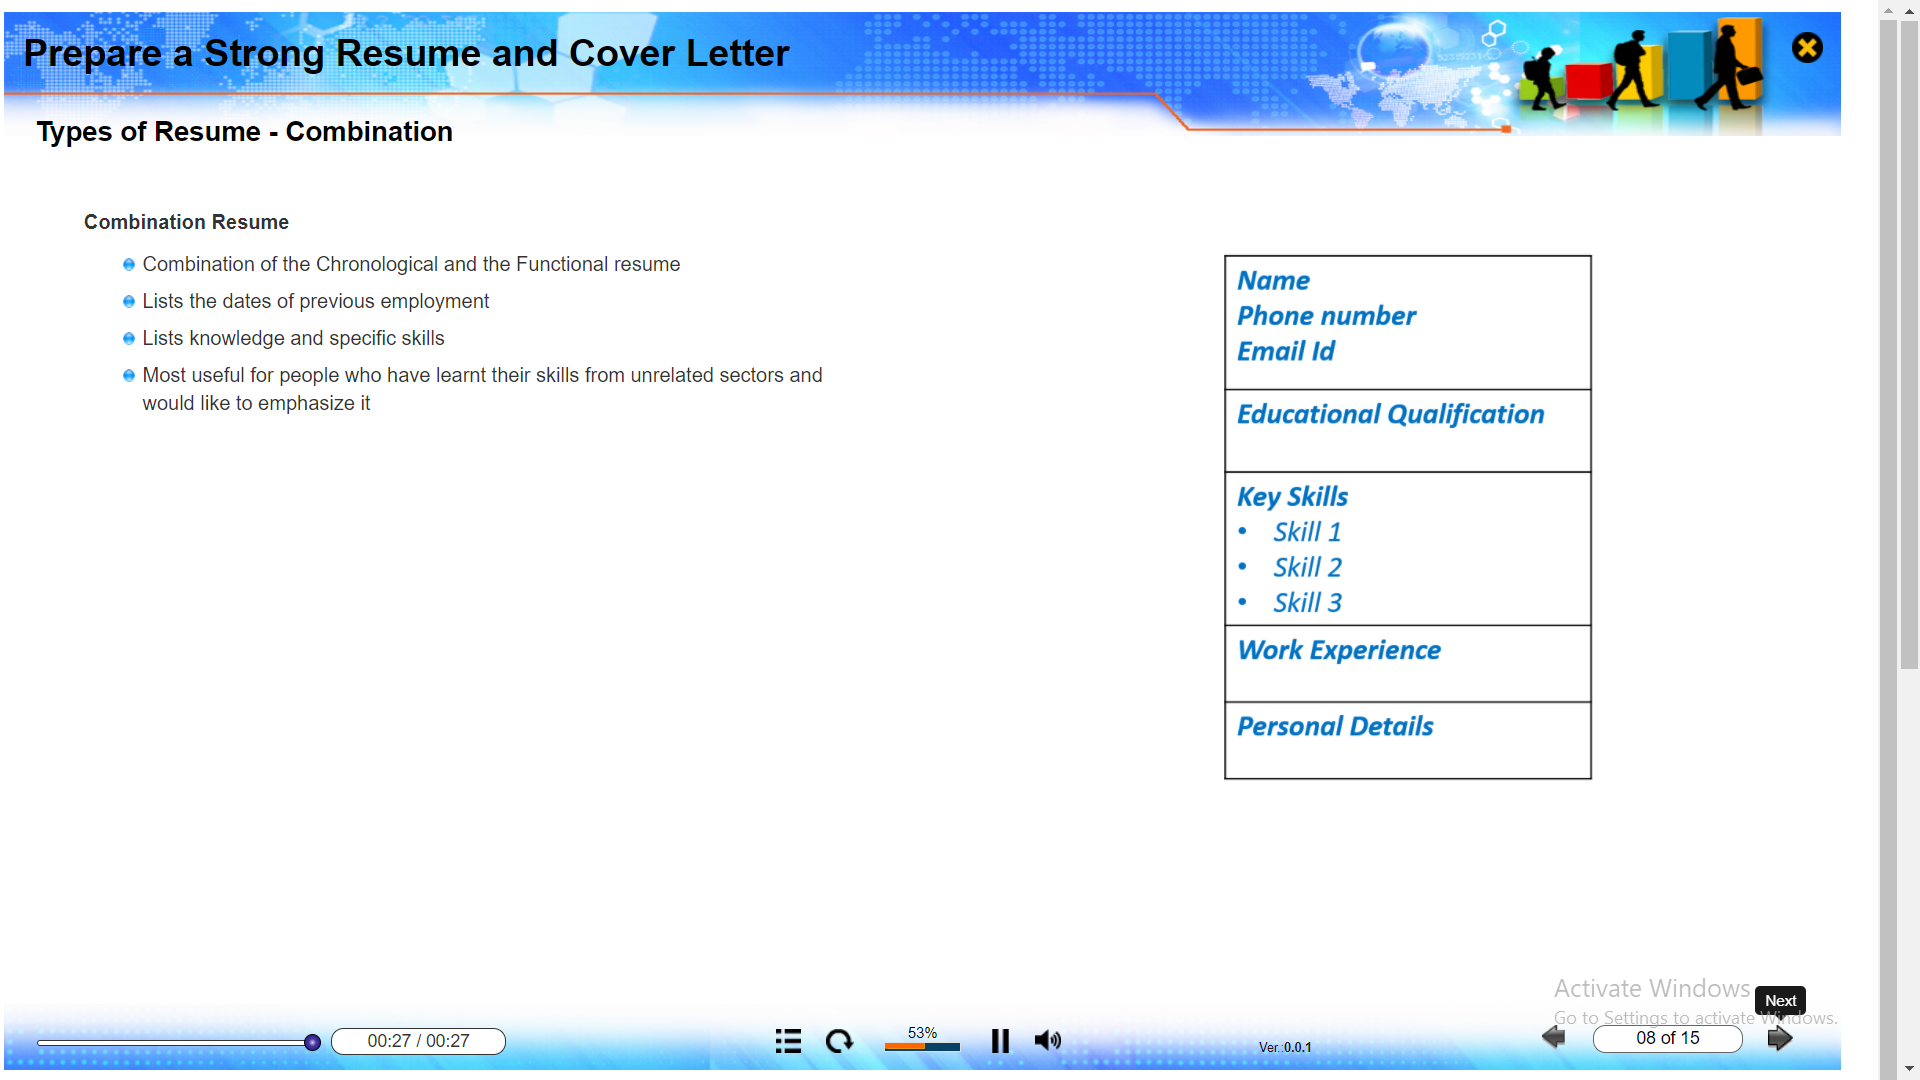 Prepare a Strong Resume and Cover Letter
Types of Resume - Combination
Combination Resume
Combination of the Chronological and the Functional resume
Lists the dates of previous employment
Lists knowledge and specific skills
Most useful for people who have learnt their skills from unrelated sectors and
would like to emphasize it
Name
Phone number
Email Id
Educational Qualification
Key Skills
• Skill 1
• Skill 2
• Skill 3
Work Experience
Personal Details
Activate Windows
Go to Settings to activate Windows.
Next
00:27 / 00:27
53%
Ver.:0.0.1
08 of 15